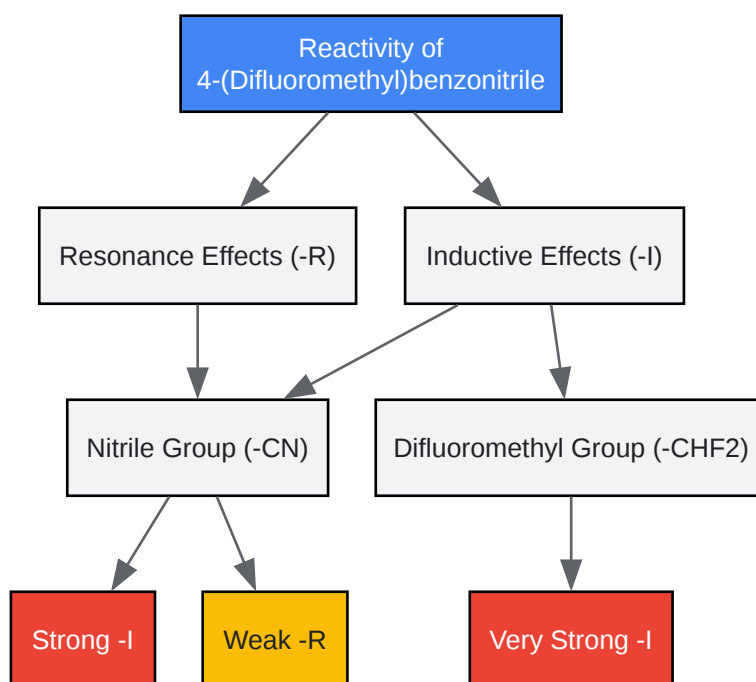 Reactivity of
4-(Difluoromethyl)benzonitrile
Resonance Effects (-R)
Inductive Effects (-I)
Nitrile Group (-CN)
Difluoromethyl Group (-CHF2)
Strong -I
Weak -R
Very Strong -I